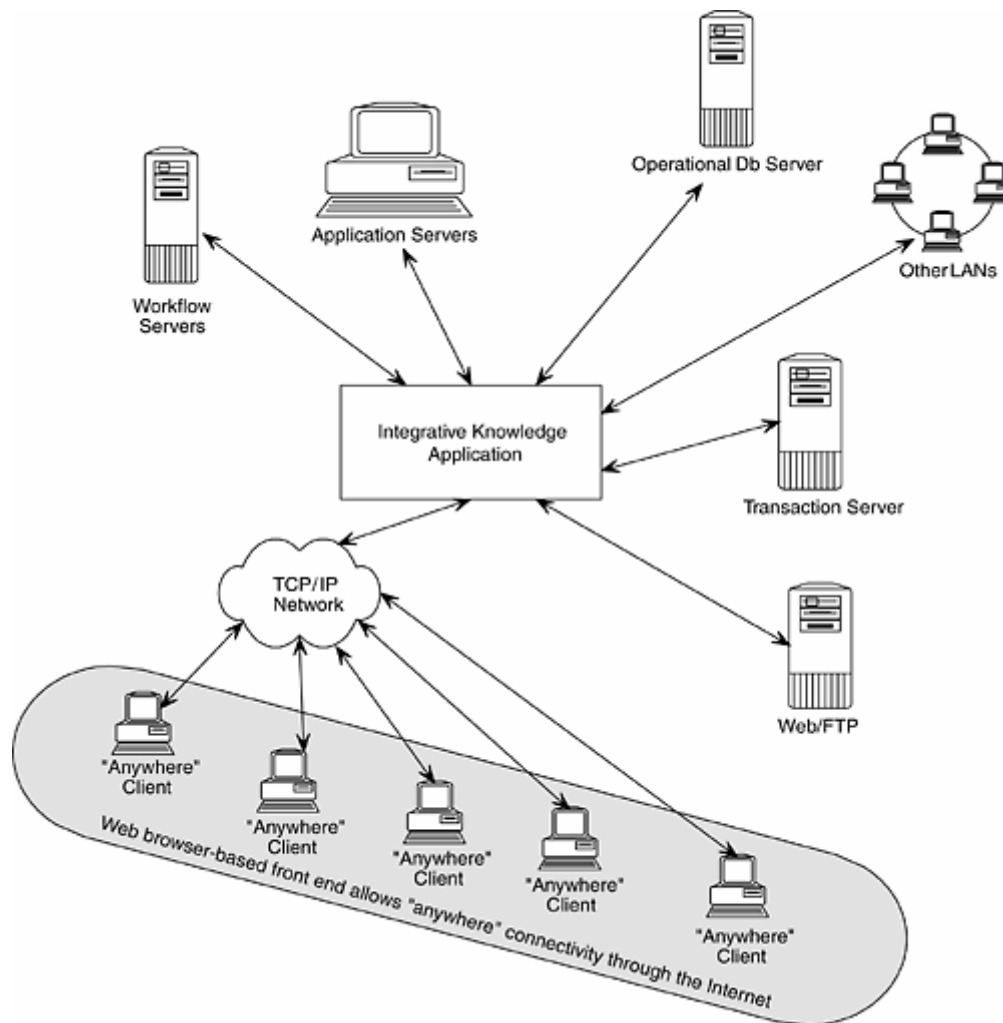 Operational Db Server
Application Servers
Other LANs
Workflow
Servers
Integrative Knowledge
Application
Transaction Server
TCP/IP
Network
Web/FTP
"Anywhere"
Client
"Anywhere"
Client
"Anywhere"
Client
"Anywhere"
Client
"Anywhere"
Client
Web browser-based front end allows "anywhere" connectivity through the Internet